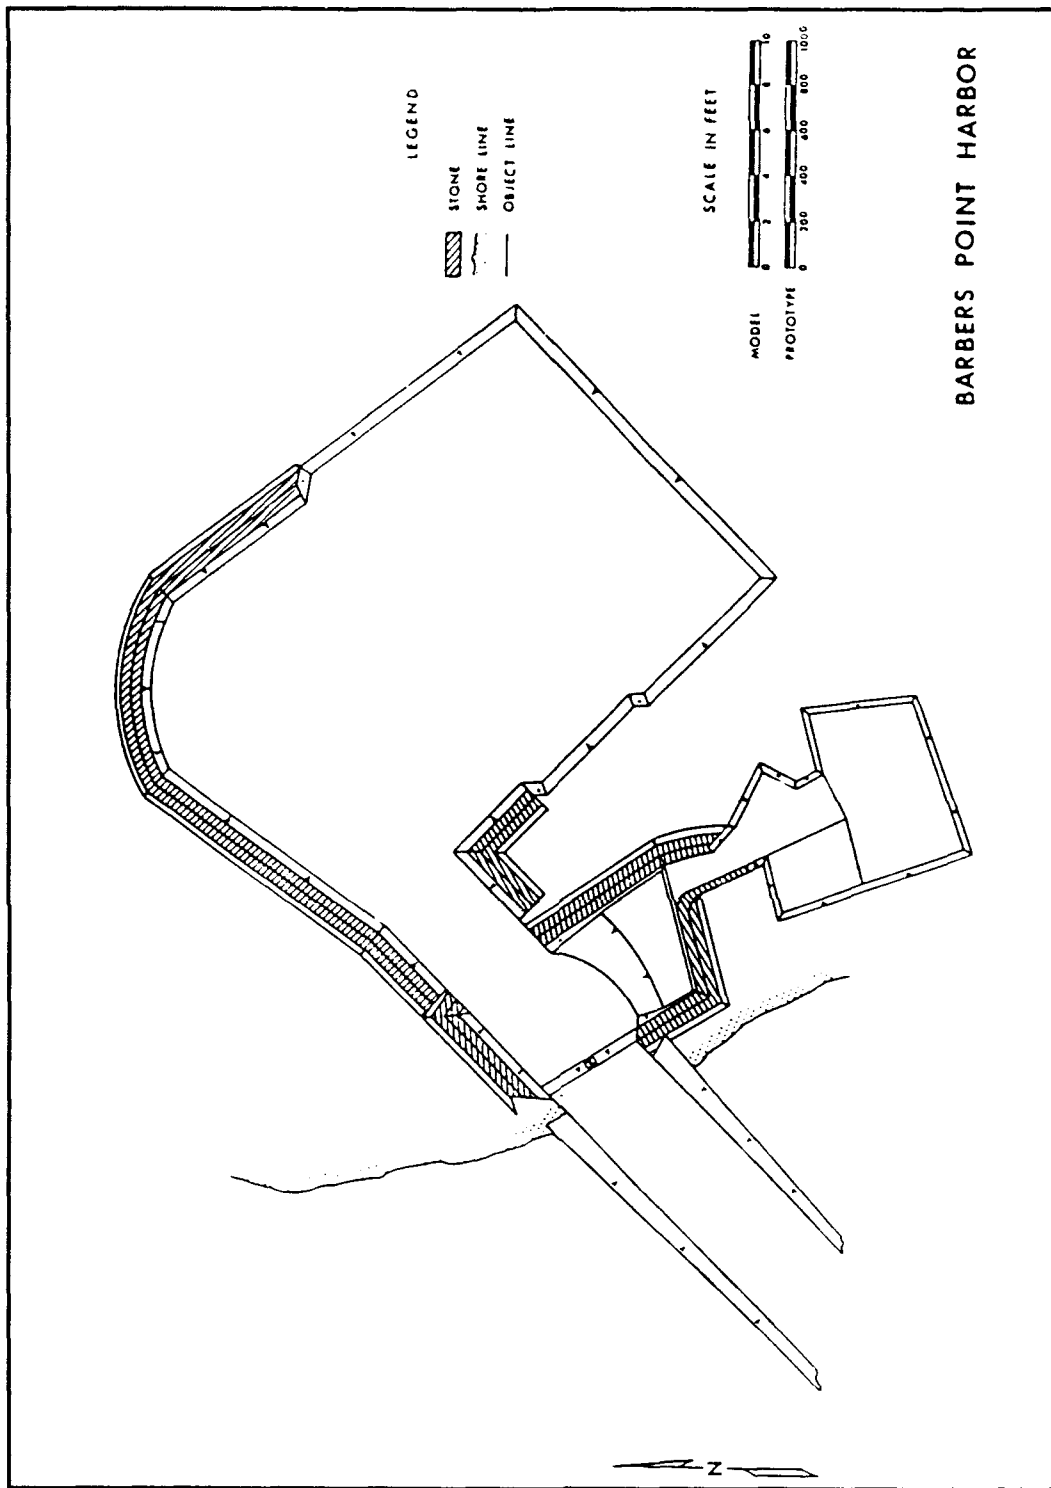 LEGEND
STONE
SHORE LINE
OBJECT LINE
SCALE IN FEET
MODEL 0 2 4 6 8 10
PROTOTYPE 0 200 400 600 800 1000
BARBERS POINT HARBOR
N